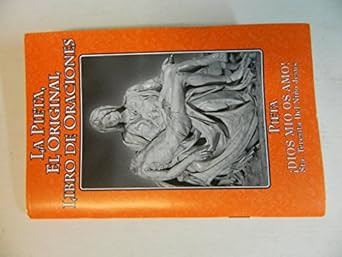 LA PIETA,
EL ORIGINAL
LIBRO DE ORACIONES
PIETA
¡DIOS MIO OS AMO!
Sta. Teresita Del Niño Jesus